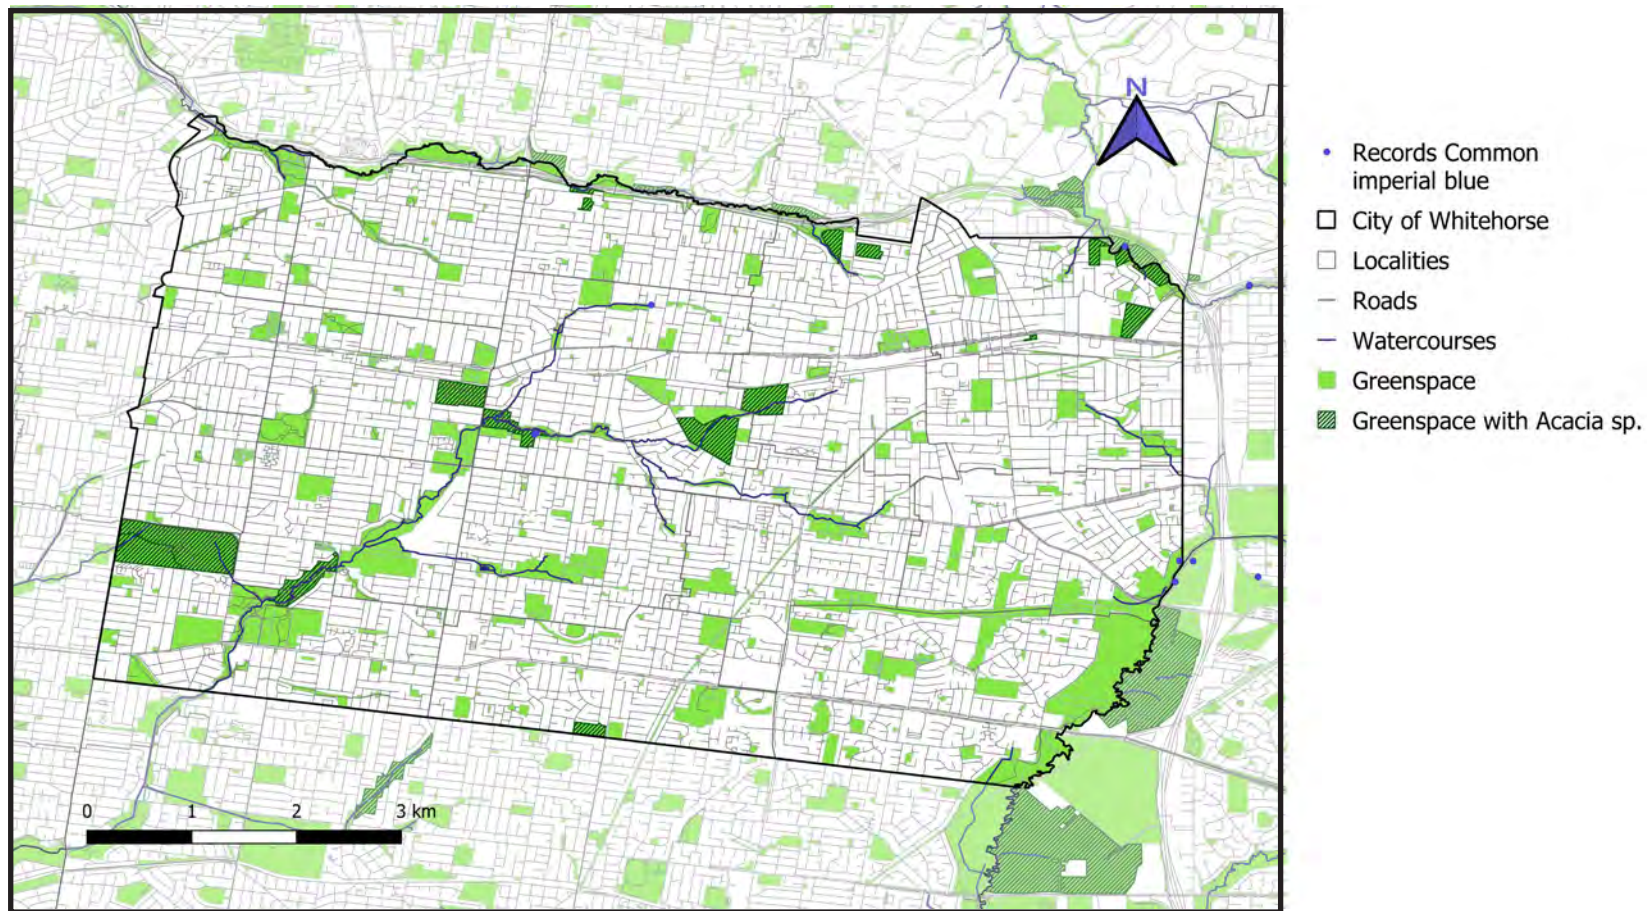 N
Records Common
imperial blue
City of Whitehorse
Localities
Roads
Watercourses
Greenspace
Greenspace with Acacia sp.
0 1 2 3 km